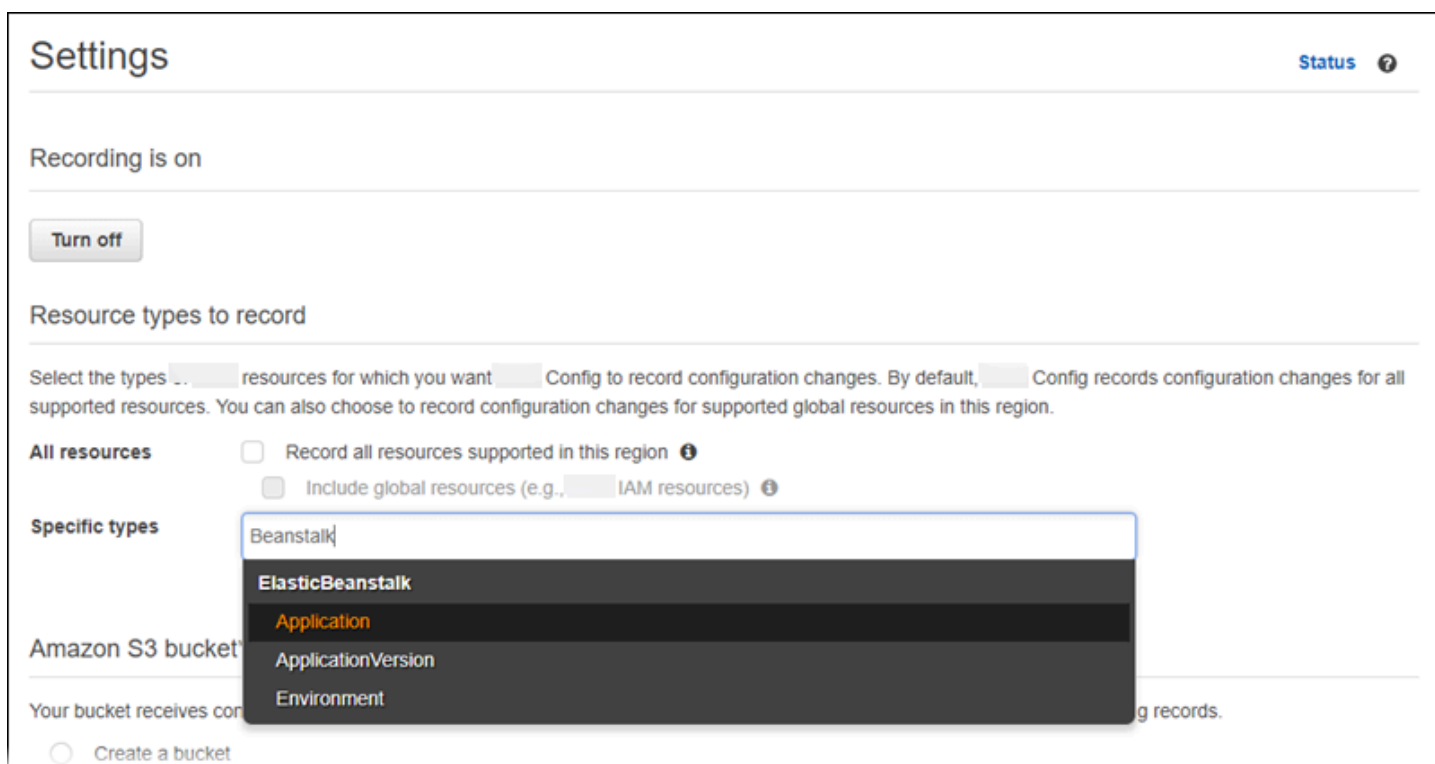 Settings
Status
Recording is on
Turn off
Resource types to record
Select the types resources for which you want Config to record configuration changes. By default, Config records configuration changes for all
supported resources. You can also choose to record configuration changes for supported global resources in this region.
All resources
Record all resources supported in this region
Include global resources (e.g., IAM resources)
Specific types
Beanstalk
ElasticBeanstalk
Application
Amazon S3 bucket
ApplicationVersion
Environment
Your bucket receives g records.
Create a bucket